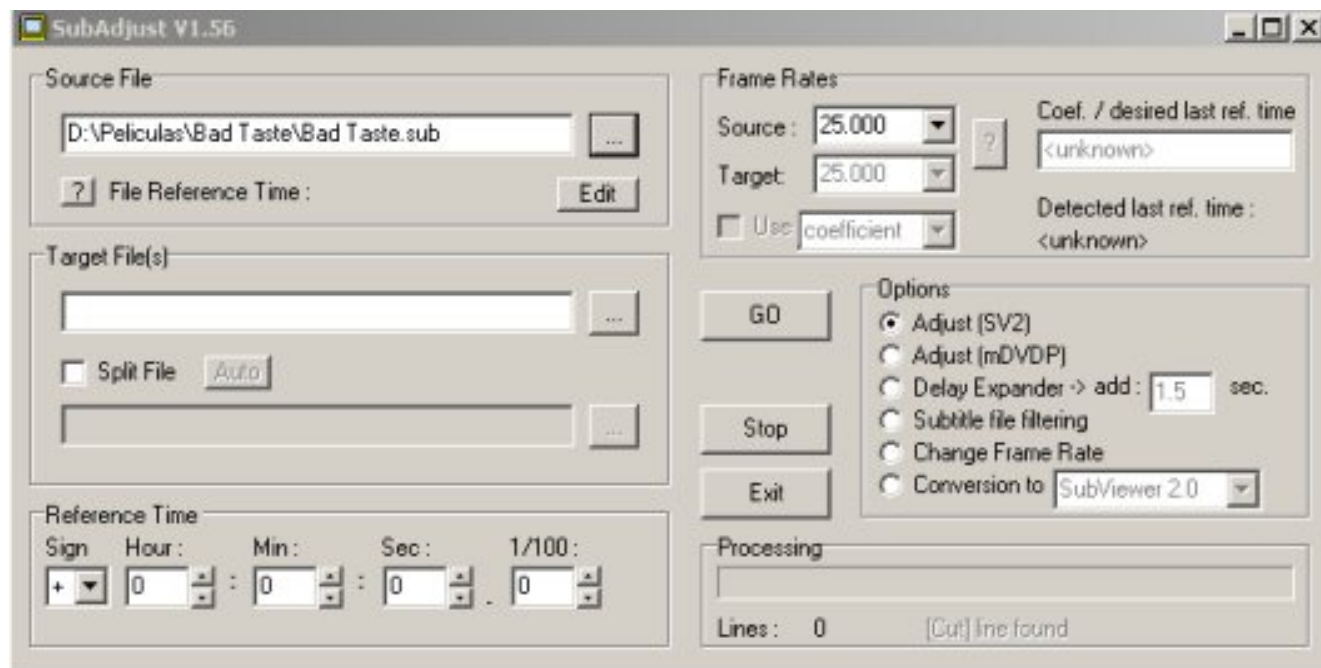 SubAdjust V1.56
Source File
D:\Peliculas\Bad Taste\Bad Taste.sub
...
? File Reference Time :
Edit
Target File(s)
...
Split File
Auto
...
Reference Time
Sign Hour : Min : Sec : 1/100 :
+ 0 : 0 : 0 . 0
Frame Rates
Source : 25.000
Target: 25.000
?
Use coefficient
Coef. / desired last ref. time
<unknown>
Detected last ref. time :
<unknown>
GO
Stop
Exit
Options
Adjust (SV2)
Adjust (mDVDP)
Delay Expander -> add : 1.5 sec.
Subtitle file filtering
Change Frame Rate
Conversion to SubViewer 2.0
Processing
Lines : 0 [Cut] line found